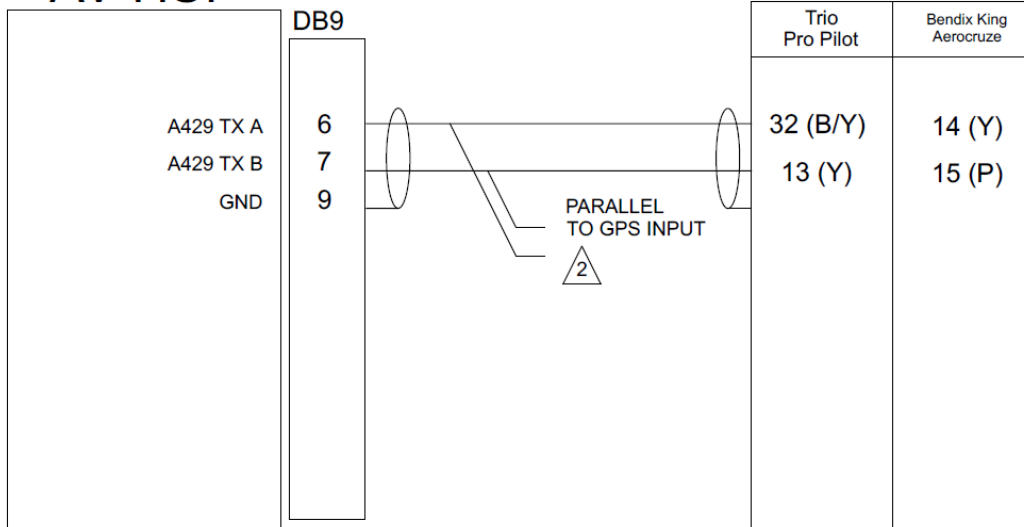 DB9
Trio
Pro Pilot
Bendix King
Aerocruze
A429 TX A
6
32 (B/Y)
14 (Y)
A429 TX B
7
13 (Y)
15 (P)
GND
9
PARALLEL
TO GPS INPUT
2